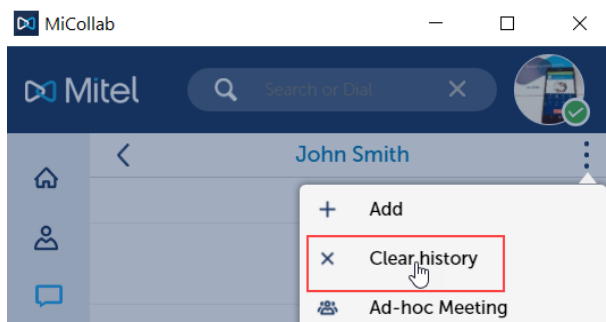 MiCollab
Mitel
Search or Dial
John Smith
Add
Clear history
Ad-hoc Meeting